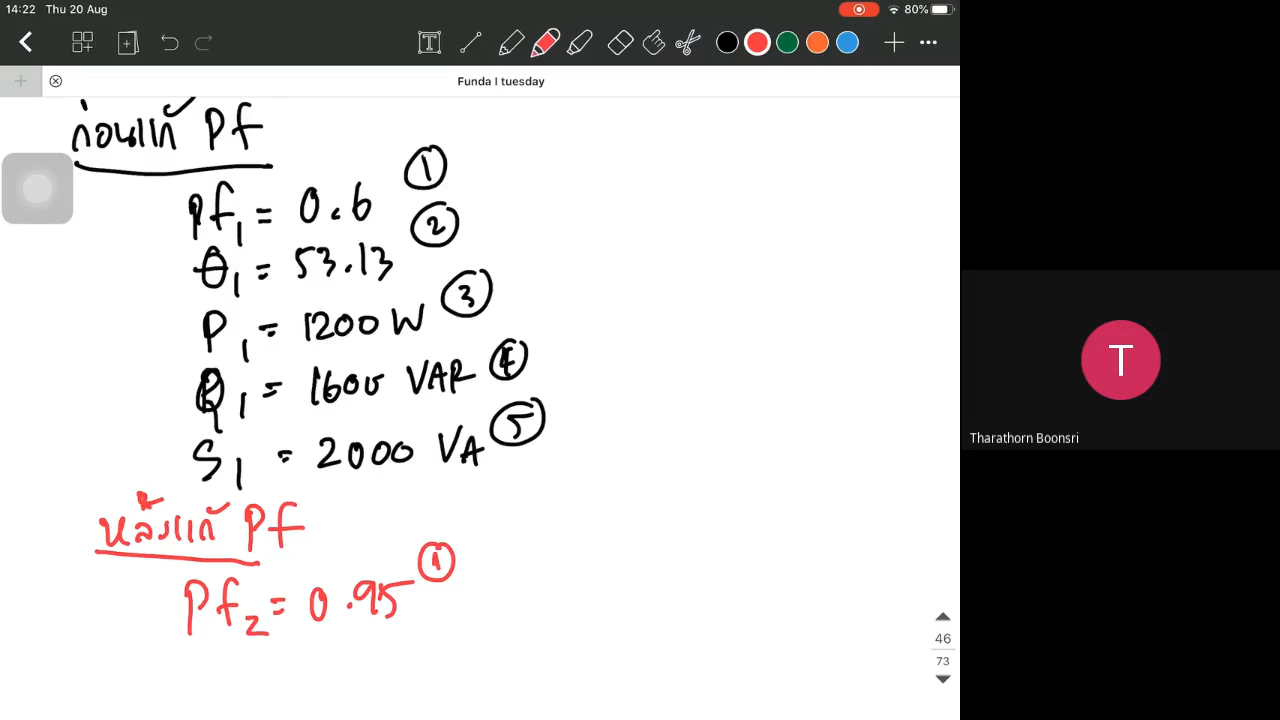 14:22 Thu 20 Aug
80%
Funda I tuesday
ก่อนแก้ Pf
Pf₁ = 0.6 ①
θ₁ = 53.13 ②
P₁ = 1200 W ③
Q₁ = 1600 VAR ④
S₁ = 2000 VA ⑤
หลังแก้ Pf
Pf₂ = 0.95 ①
46
73
T
Tharathorn Boonsri